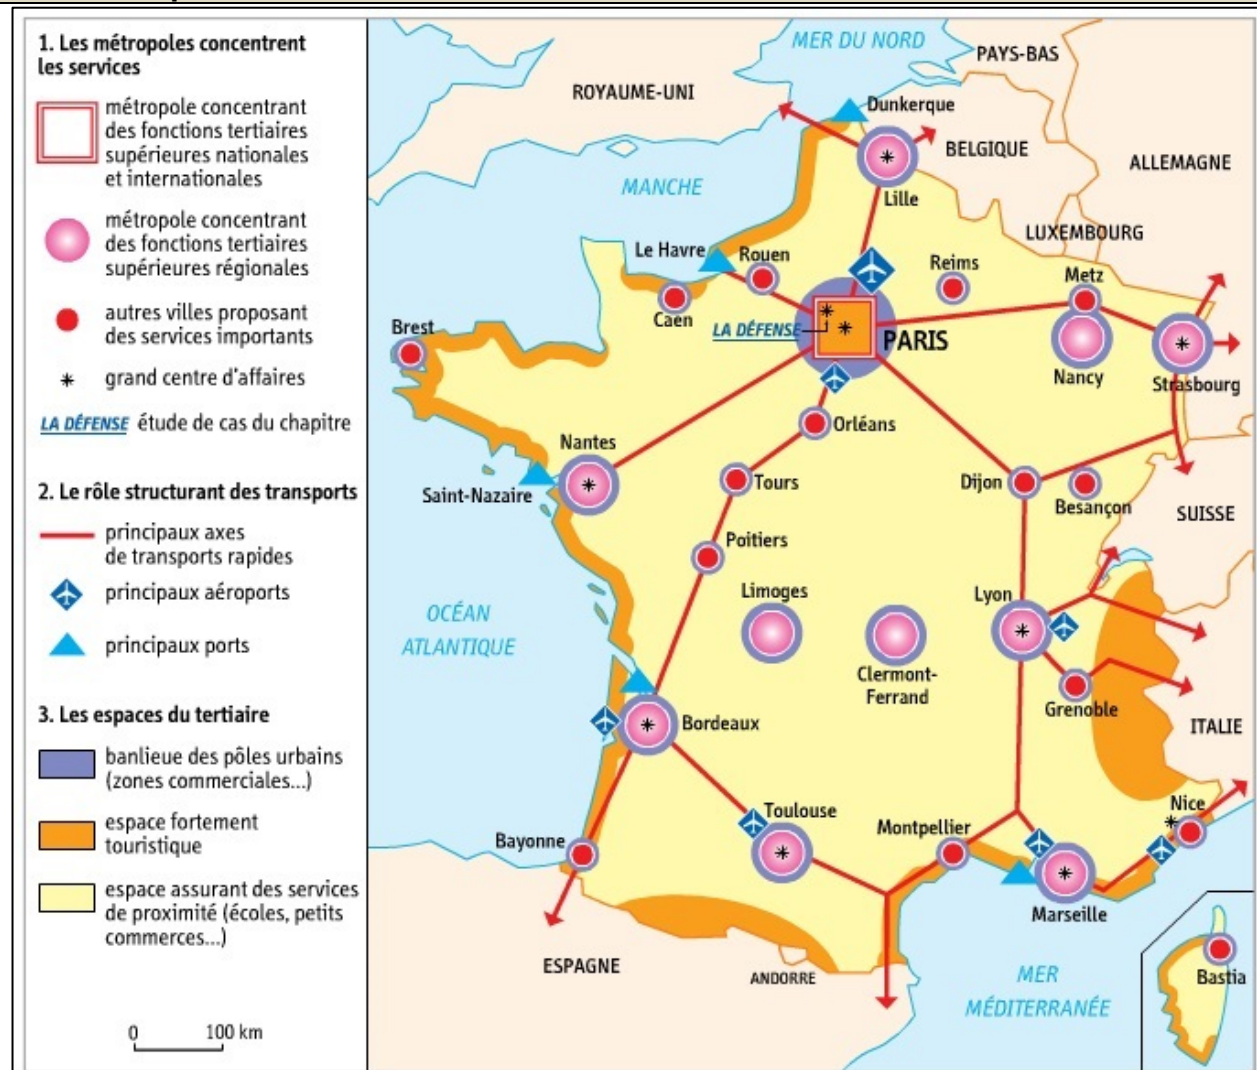 1. Les métropoles concentrent
les services
métropole concentrant
des fonctions tertiaires
supérieures nationales
et internationales
métropole concentrant
des fonctions tertiaires
supérieures régionales
autres villes proposant
des services importants
* grand centre d'affaires
LA DÉFENSE étude de cas du chapitre
2. Le rôle structurant des transports
principaux axes
de transports rapides
principaux aéroports
principaux ports
3. Les espaces du tertiaire
banlieue des pôles urbains
(zones commerciales...)
espace fortement
touristique
espace assurant des services
de proximité (écoles, petits
commerces...)
0 100 km
MER DU NORD
PAYS-BAS
ROYAUME-UNI
Dunkerque
BELGIQUE
ALLEMAGNE
MANCHE
Lille
LUXEMBOURG
Le Havre
Rouen
Reims
Metz
Caen
Brest
LA DÉFENSE
PARIS
Nancy
Strasbourg
Orléans
Nantes
Saint-Nazaire
Tours
Dijon
Besançon
SUISSE
Poitiers
Limoges
Lyon
OCÉAN
ATLANTIQUE
Clermont-
Ferrand
Grenoble
Bordeaux
ITALIE
Nice
Toulouse
Montpellier
Bayonne
Marseille
ESPAGNE
ANDORRE
MER
MÉDITERRANÉE
Bastia